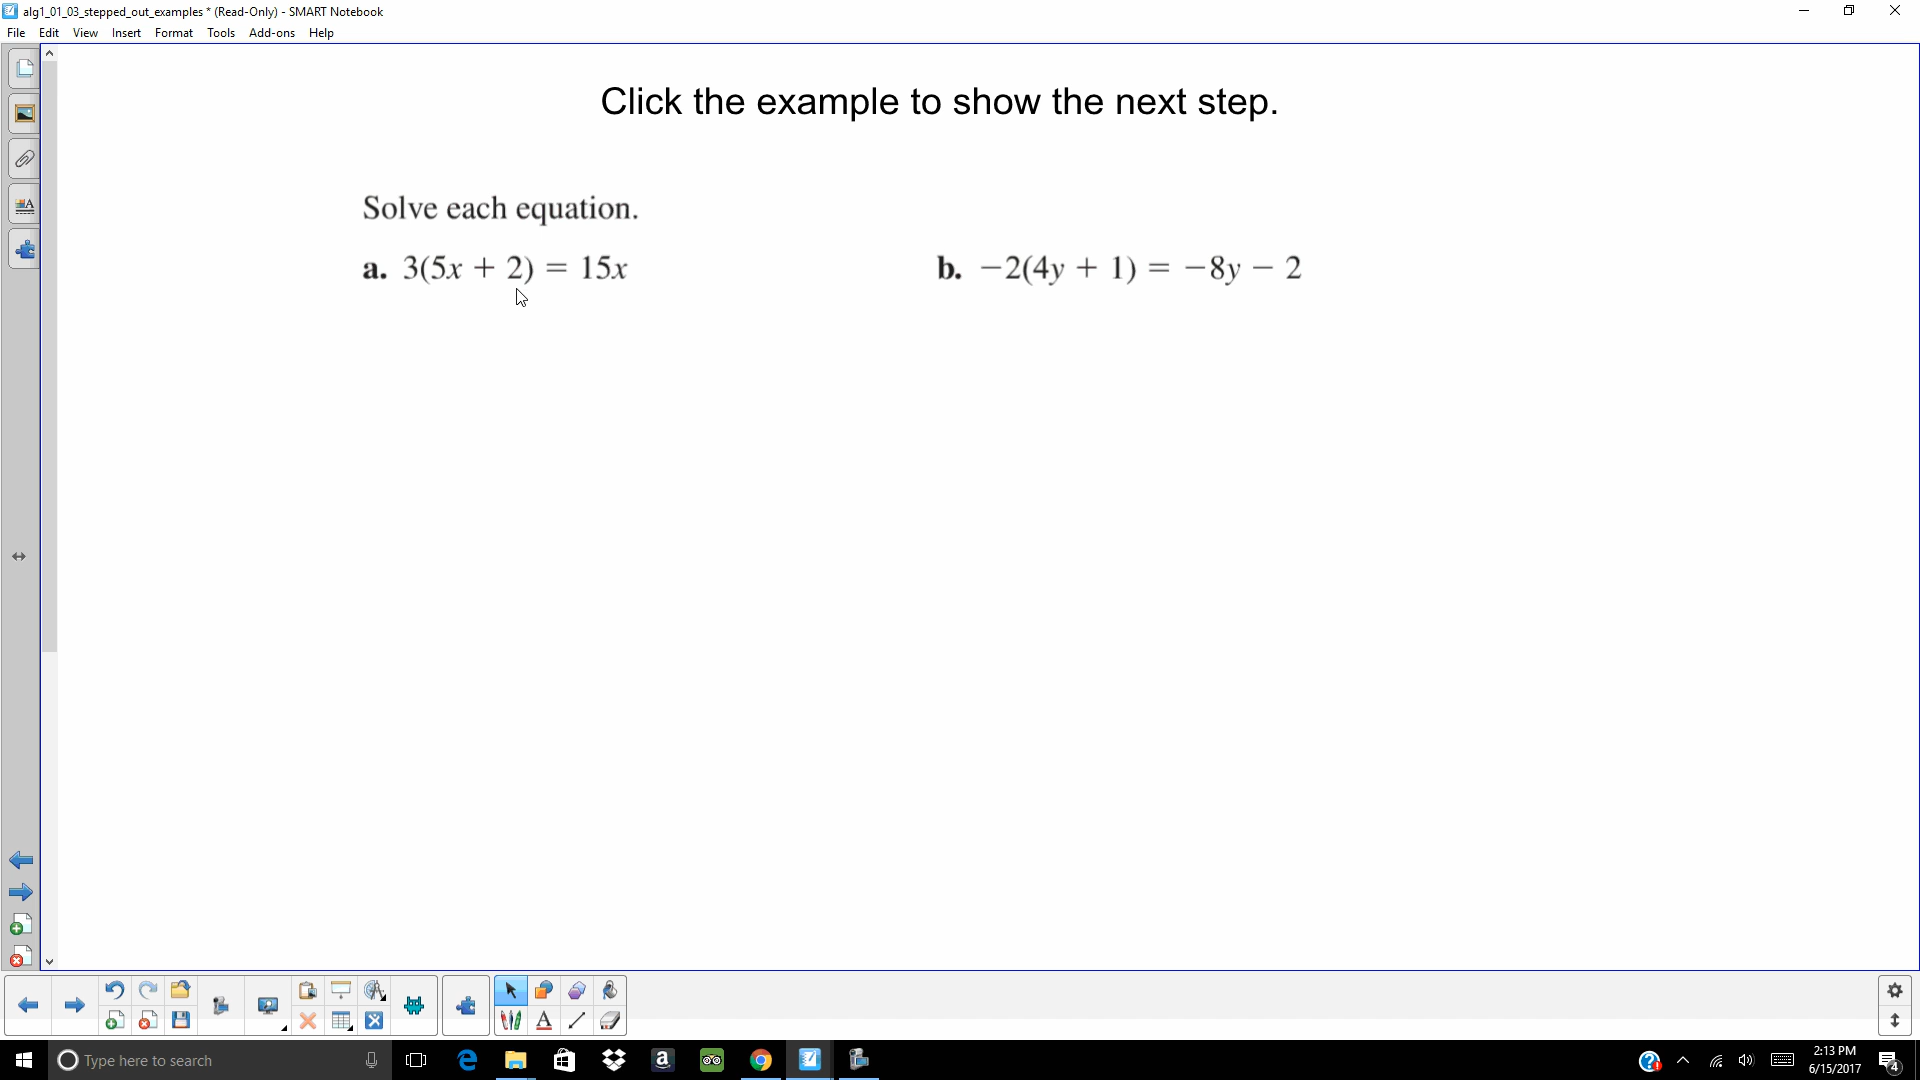 alg1_01_03_stepped_out_examples * (Read-Only) - SMART Notebook
File Edit View Insert Format Tools Add-ons Help
Click the example to show the next step.
Solve each equation.
a. 3(5x + 2) = 15x
b. −2(4y + 1) = −8y − 2
Type here to search
2:13 PM
6/15/2017
4